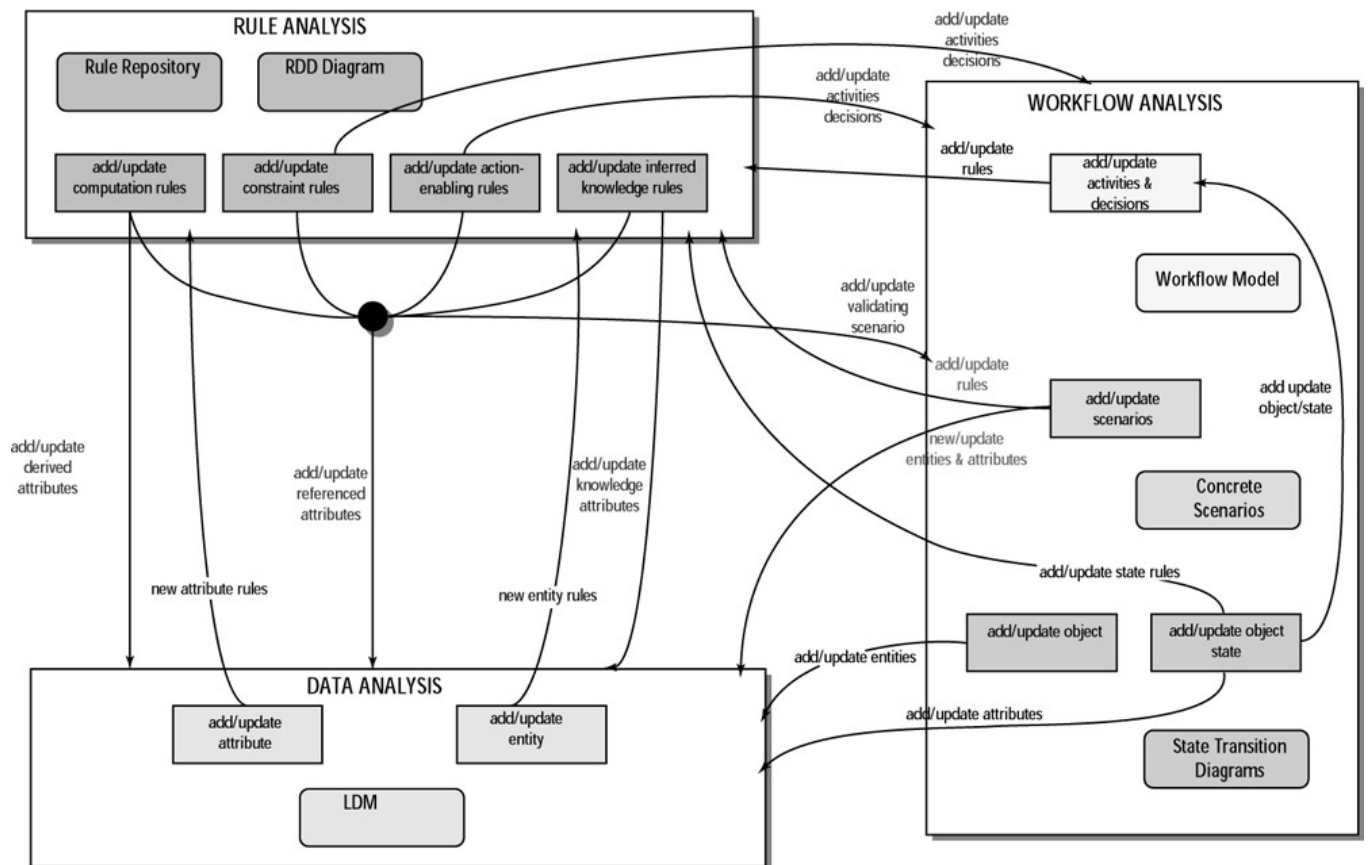 RULE ANALYSIS
Rule Repository
RDD Diagram
add/update
computation rules
add/update
constraint rules
add/update action-
enabling rules
add/update inferred
knowledge rules
add/update
activities
decisions
add/update
activities
decisions
WORKFLOW ANALYSIS
add/update
rules
add/update
activities &
decisions
Workflow Model
add/update
validating
scenario
add/update
rules
add/update
scenarios
add update
object/state
new/update
entities & attributes
Concrete
Scenarios
add/update
derived
attributes
add/update
referenced
attributes
add/update
knowledge
attributes
new attribute rules
new entity rules
add/update state rules
add/update object
add/update object
state
add/update entities
add/update attributes
State Transition
Diagrams
DATA ANALYSIS
add/update
attribute
add/update
entity
LDM